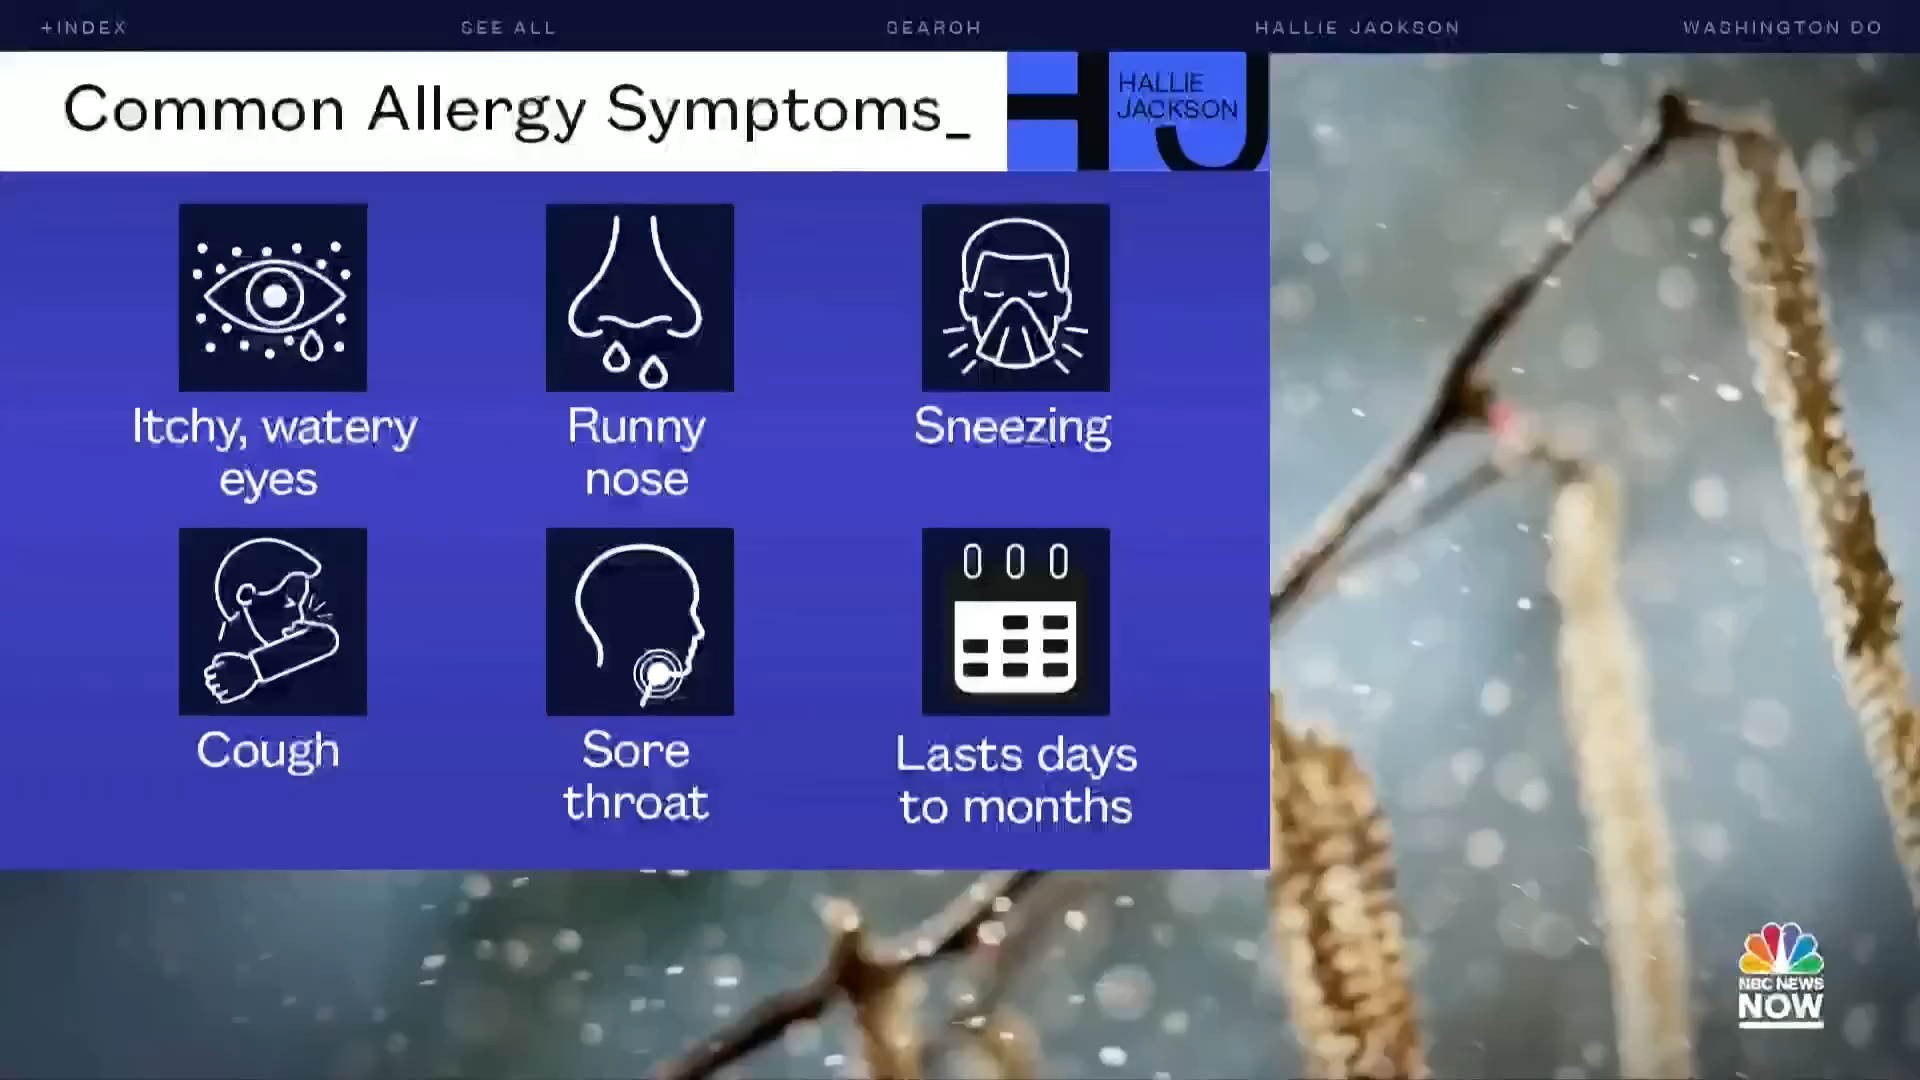 +INDEX
SEE ALL
SEARCH
HALLIE JACKSON
WASHINGTON DC
Common Allergy Symptoms_
HALLIE
JACKSON
Itchy, watery
eyes
Runny
nose
Sneezing
Cough
Sore
throat
Lasts days
to months
NBC NEWS
NOW